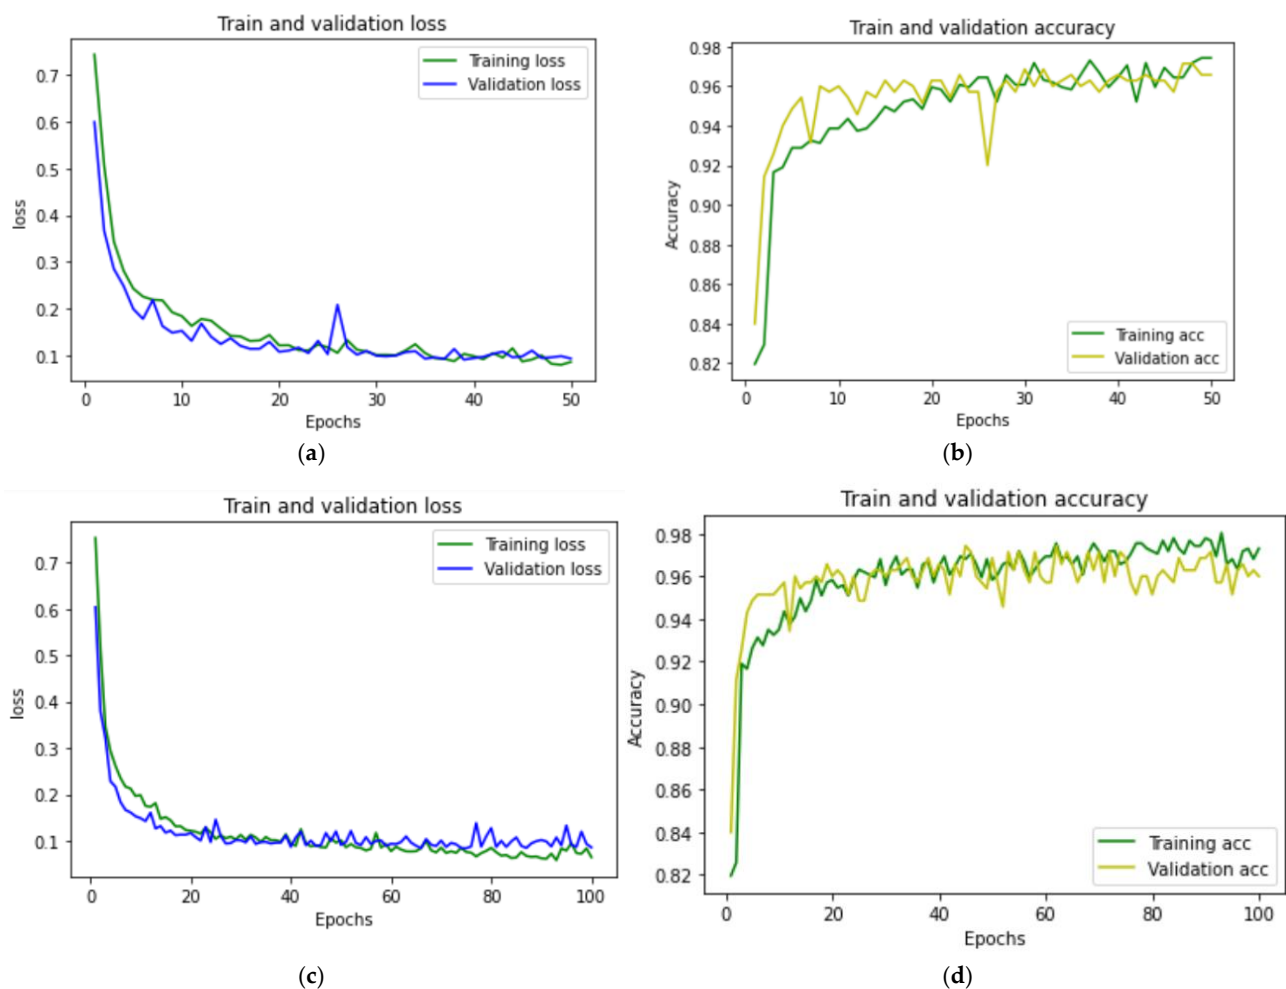 Train and validation loss
Training loss
Validation loss
loss
0.7
0.6
0.5
0.4
0.3
0.2
0.1
0 10 20 30 40 50
Epochs
(a)
Train and validation accuracy
Accuracy
0.98
0.96
0.94
0.92
0.90
0.88
0.86
0.84
0.82
Training acc
Validation acc
0 10 20 30 40 50
Epochs
(b)
Train and validation loss
Training loss
Validation loss
loss
0.7
0.6
0.5
0.4
0.3
0.2
0.1
0 20 40 60 80 100
Epochs
(c)
Train and validation accuracy
Accuracy
0.98
0.96
0.94
0.92
0.90
0.88
0.86
0.84
0.82
Training acc
Validation acc
0 20 40 60 80 100
Epochs
(d)